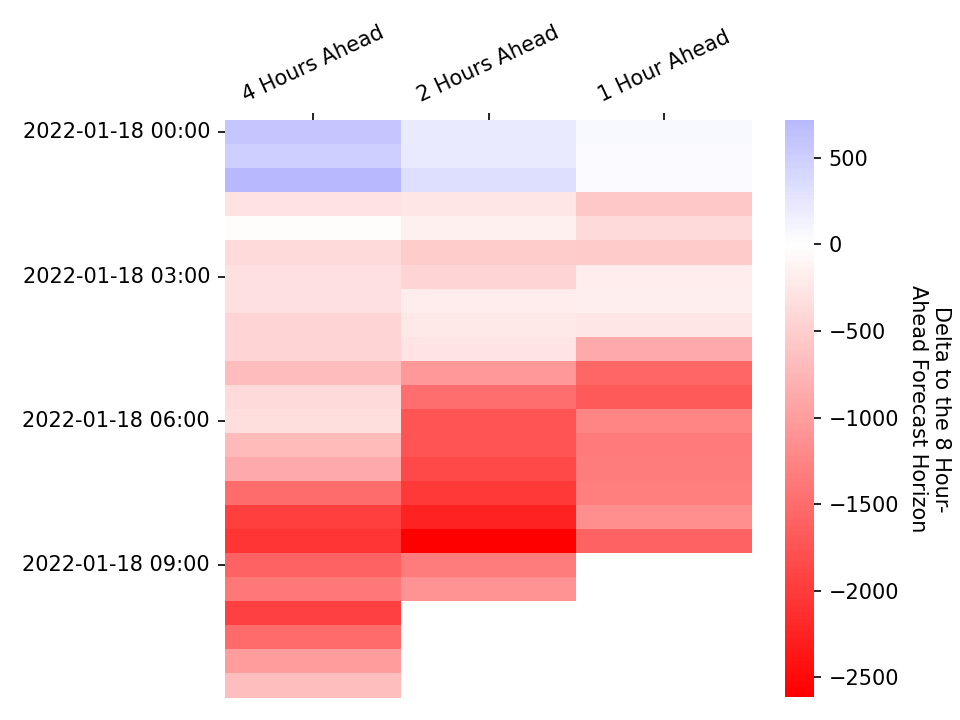 4 Hours Ahead
2 Hours Ahead
1 Hour Ahead
2022-01-18 00:00
2022-01-18 03:00
2022-01-18 06:00
2022-01-18 09:00
500
0
−500
−1000
−1500
−2000
−2500
Delta to the 8 Hour-
Ahead Forecast Horizon